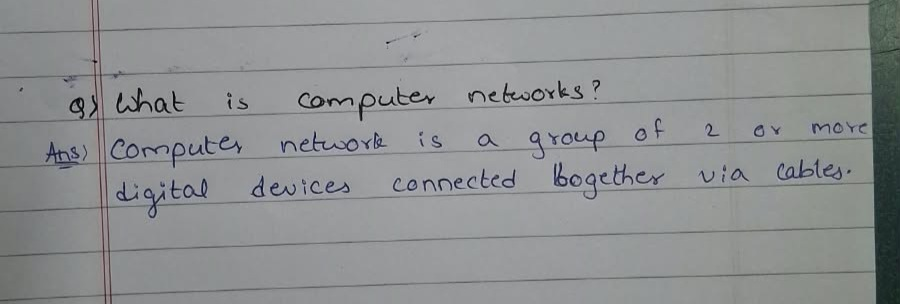 Q) What is computer networks?
Ans) Computer network is a group of 2 or more
digital devices connected together via cables.